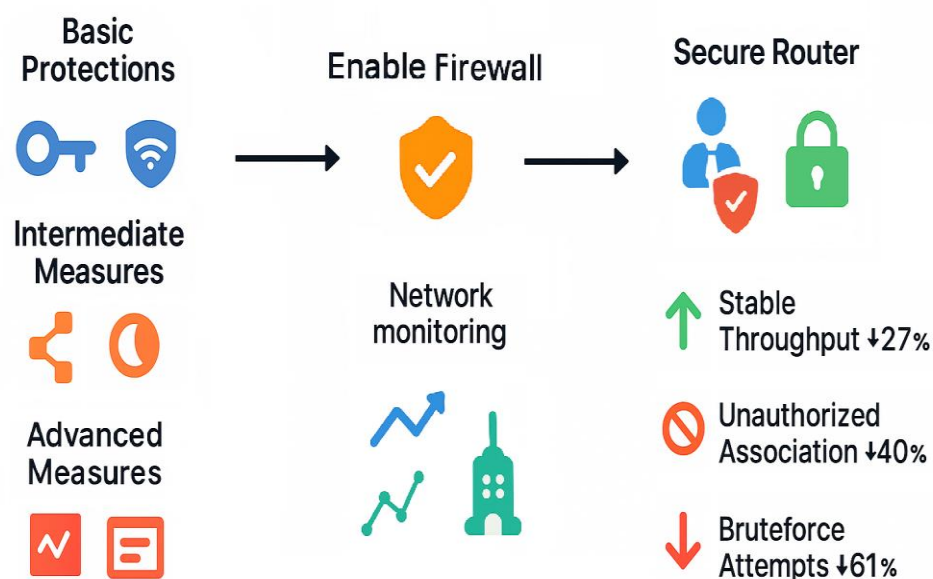 Basic
Protections
Enable Firewall
Secure Router
Intermediate
Measures
Network
monitoring
Stable
Throughput ↓27%
Unauthorized
Association ↓40%
Advanced
Measures
Bruteforce
Attempts ↓61%